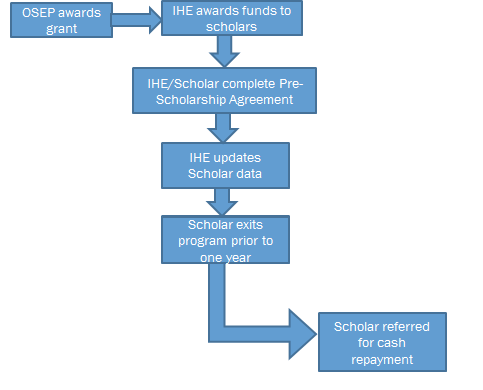 OSEP awards
grant
IHE awards funds to
scholars
IHE/Scholar complete Pre-
Scholarship Agreement
IHE updates
Scholar data
Scholar exits
program prior to
one year
Scholar referred
for cash
repayment